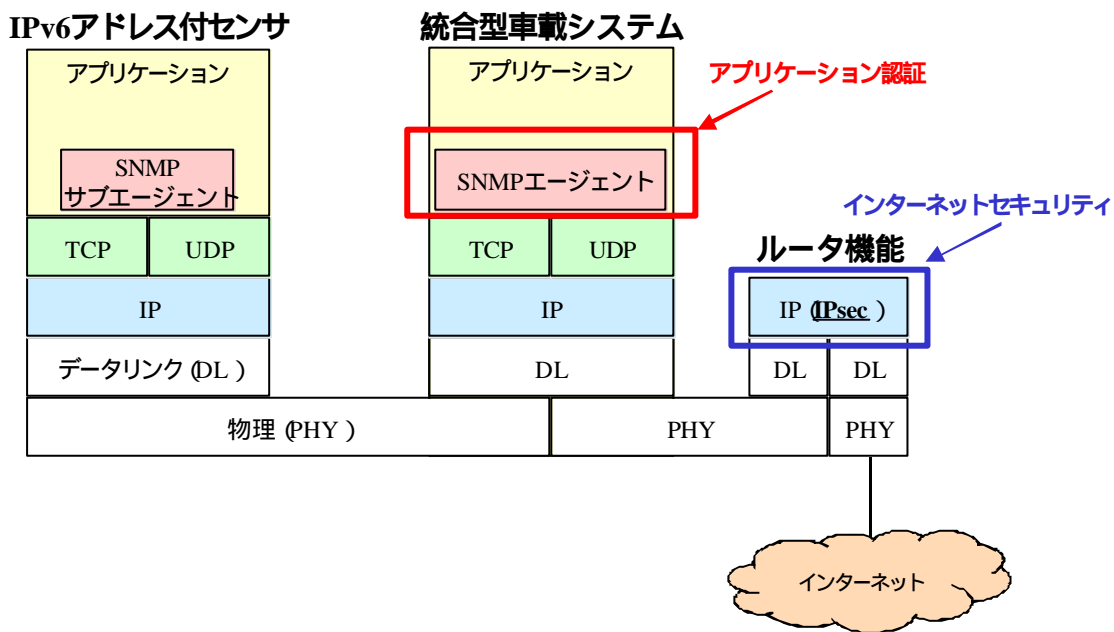 IPv6アドレス付センサ
統合型車載システム
アプリケーション
アプリケーション
アプリケーション認証
SNMP
サブエージェント
SNMPエージェント
インターネットセキュリティ
TCP
UDP
TCP
UDP
ルータ機能
IP
IP
IP (IPsec )
データリンク (DL )
DL
DL
DL
物理 (PHY )
PHY
PHY
インターネット